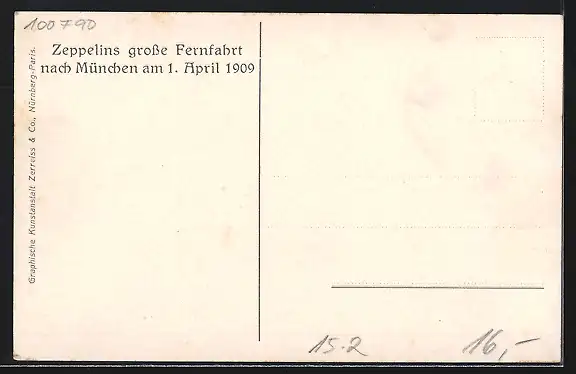 100790
Zeppelins große Fernfahrt
nach München am 1. April 1909
Graphische Kunstanstalt Zerreiss & Co., Nürnberg-Paris.
15.2
16,-